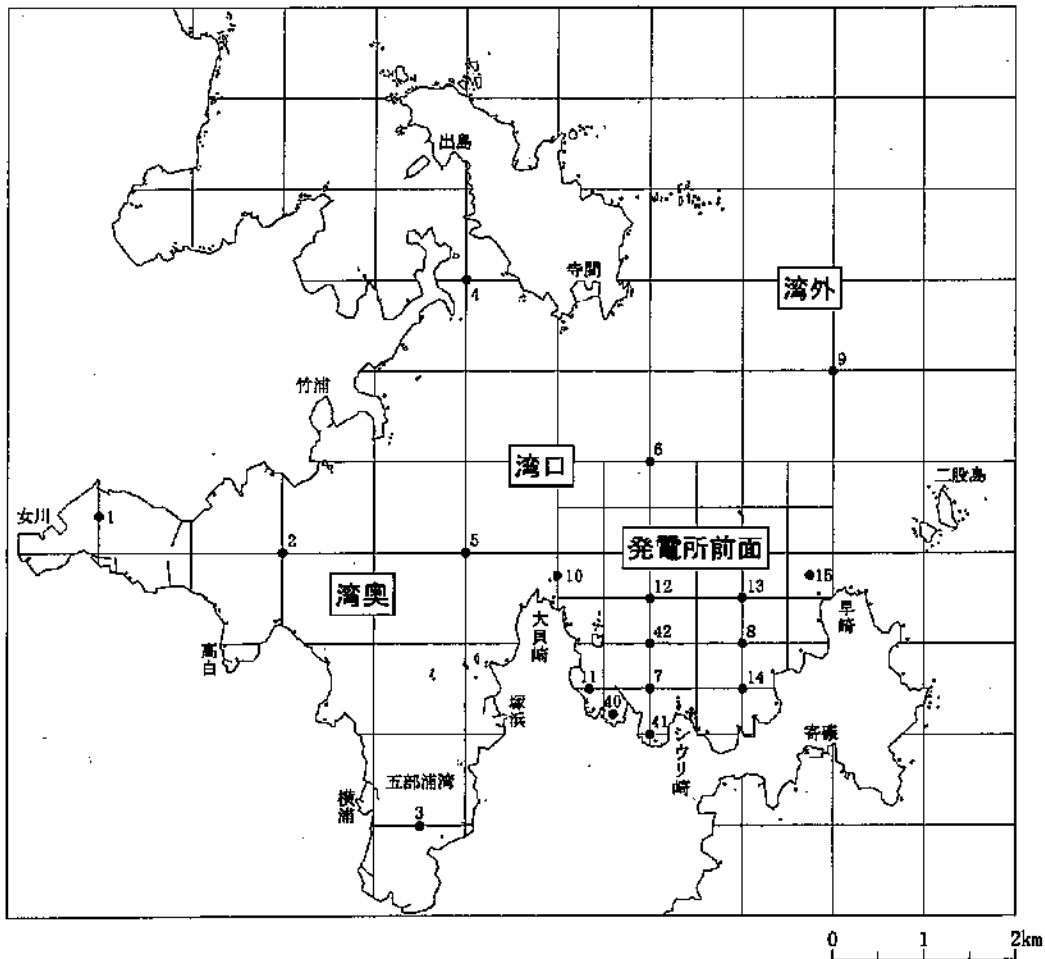 出島
寺間
4
湾外
9
竹浦
6
湾口
二股島
女川
1
2
5
発電所前面
10
12
13
15
湾奥
大貝崎
早崎
高白
42
8
11
7
14
40
41
塚浜
シウリ崎
寄磯
五部浦湾
横浦
3
0 1 2km